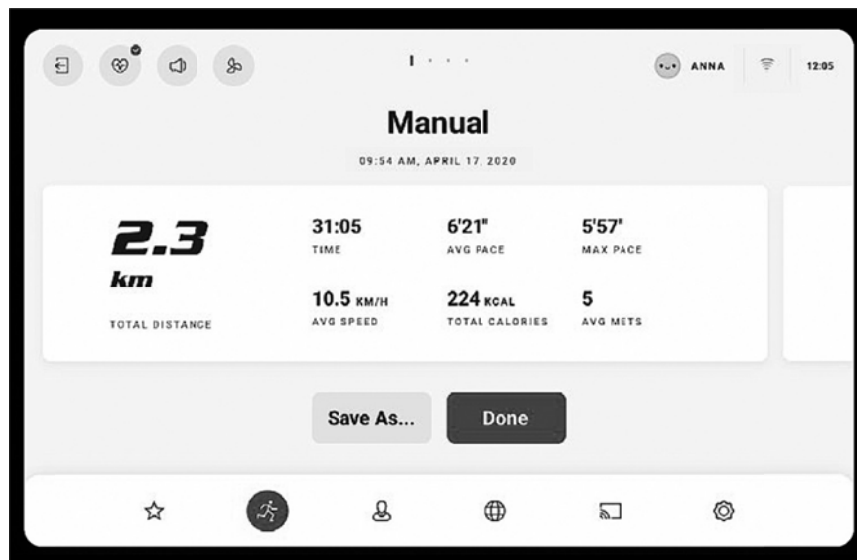 ANNA
12:05
Manual
09:54 AM, APRIL 17. 2020
2.3
km
TOTAL DISTANCE
31:05
TIME
6'21"
AVG PACE
5'57"
MAX PACE
10.5 KM/H
AVG SPEED
224 KCAL
TOTAL CALORIES
5
AVG METS
Save As...
Done